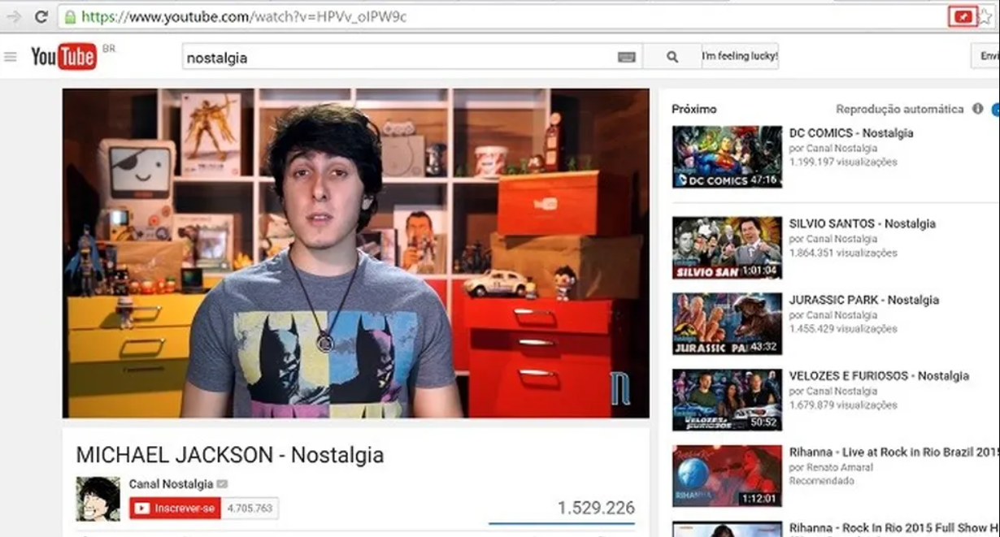 https://www.youtube.com/watch?v=HPVv_oIPW9c
YouTube BR
nostalgia
I'm feeling lucky!
Envi
n
MICHAEL JACKSON - Nostalgia
Canal Nostalgia
Inscrever-se 4.705.763
1.529.226
Próximo
Reprodução automática
DC COMICS 47:16
DC COMICS - Nostalgia
por Canal Nostalgia
1.199.197 visualizações
SILVIO SAN 1:01:04
SILVIO SANTOS - Nostalgia
por Canal Nostalgia
1.864.351 visualizações
JURASSIC PA 43:32
JURASSIC PARK - Nostalgia
por Canal Nostalgia
1.455.429 visualizações
VELOZES E
FURIOSOS 50:52
VELOZES E FURIOSOS - Nostalgia
por Canal Nostalgia
1.679.879 visualizações
RIHANNA 1:12:01
Rihanna - Live at Rock in Rio Brazil 2015
por Renato Amaral
Recomendado
Rihanna - Rock In Rio 2015 Full Show H